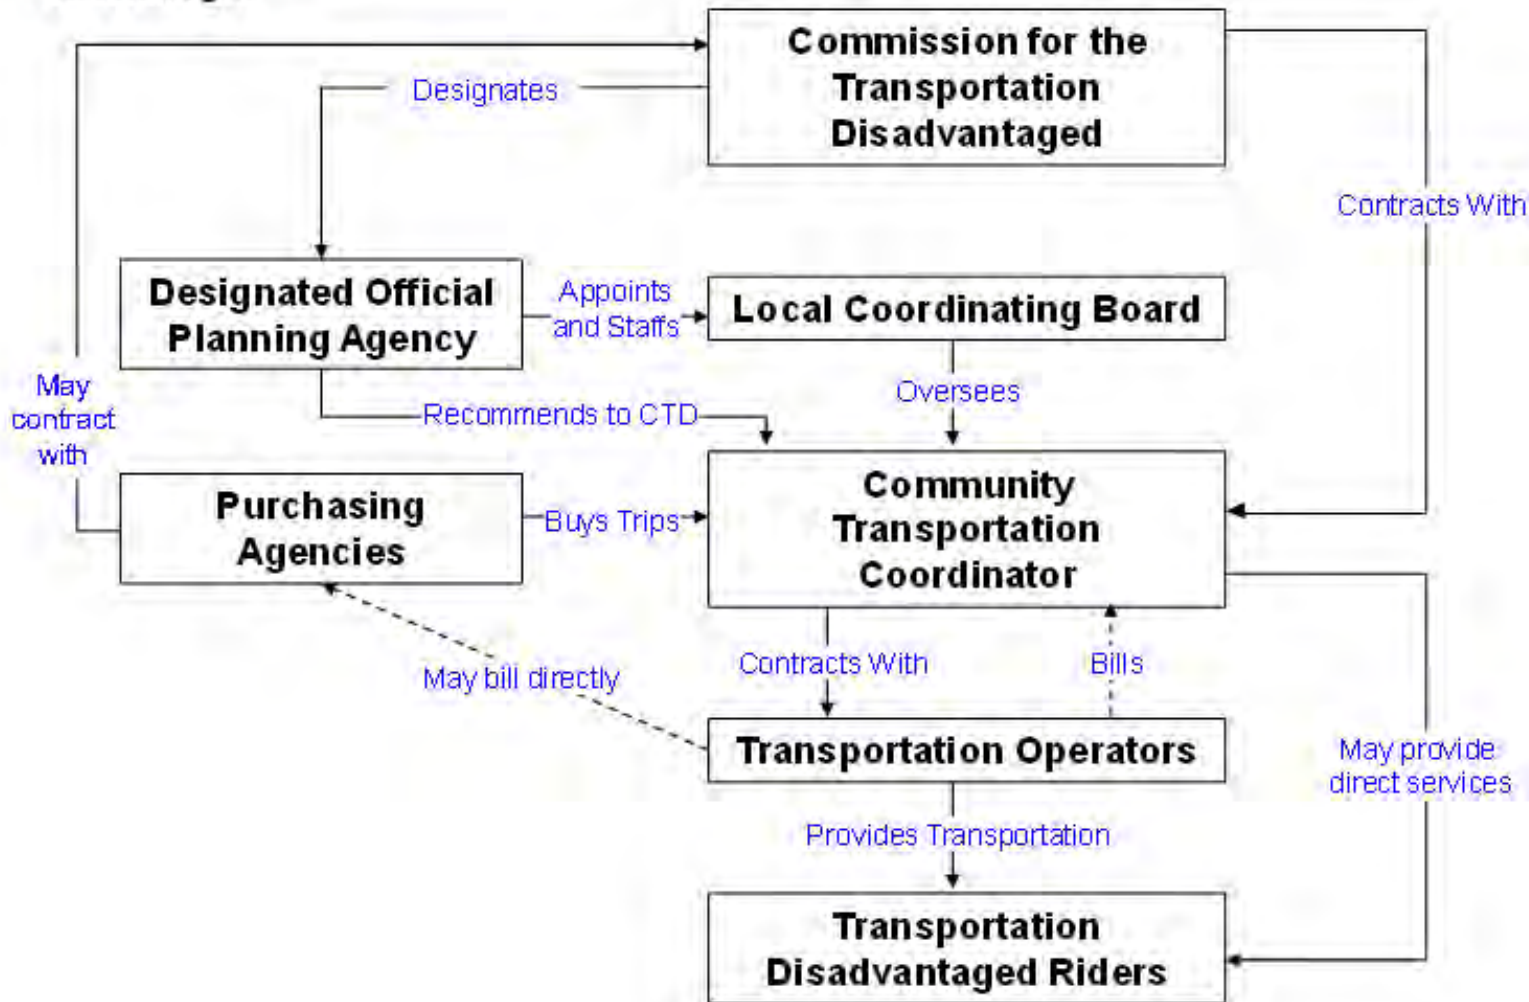 Commission for the
Transportation
Disadvantaged
Designates
Contracts With
Designated Official
Planning Agency
Appoints
and Staffs
Local Coordinating Board
May
contract
with
Recommends to CTD
Oversees
Purchasing
Agencies
Buys Trips
Community
Transportation
Coordinator
May bill directly
Contracts With
Bills
Transportation Operators
May provide
direct services
Provides Transportation
Transportation
Disadvantaged Riders